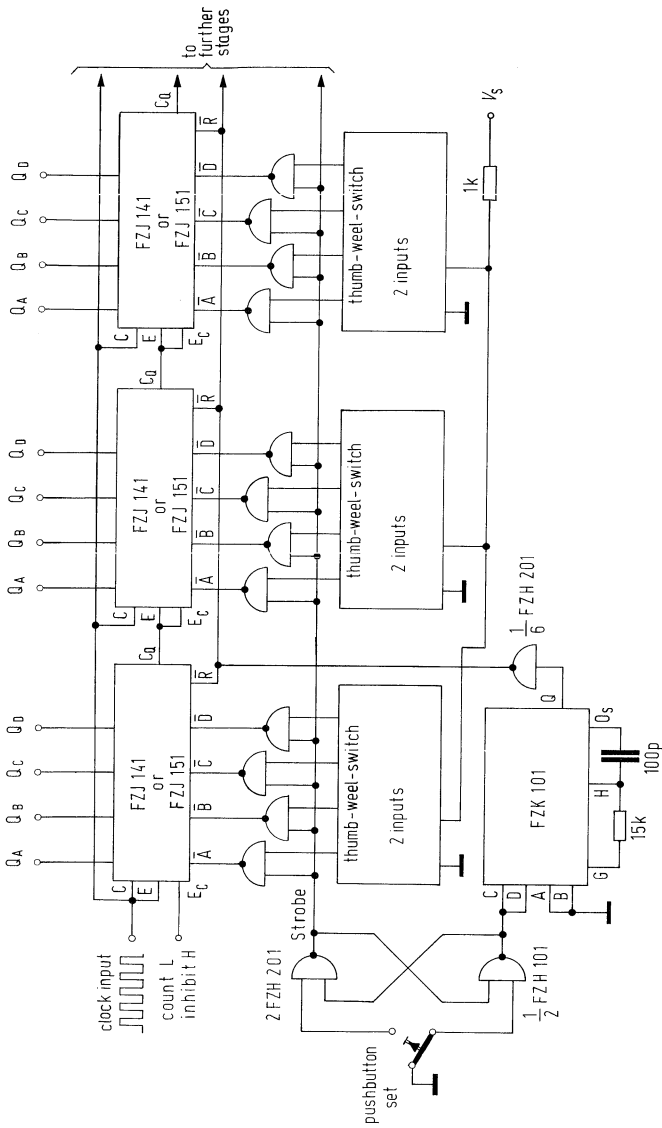 to
further
stages
Q_A
Q_B
Q_C
Q_D
Q_A
Q_B
Q_C
Q_D
Q_A
Q_B
Q_C
Q_D
clock input
count L
inhibit H
C
E
E_C
FZJ 141
or
FZJ 151
C_Q
A̅
B̅
C̅
D̅
R̅
C
E
E_C
FZJ 141
or
FZJ 151
C_Q
A̅
B̅
C̅
D̅
R̅
C
E
E_C
FZJ 141
or
FZJ 151
C_Q
A̅
B̅
C̅
D̅
R̅
Strobe
2 FZH 201
thumb-weel-switch
2 inputs
thumb-weel-switch
2 inputs
thumb-weel-switch
2 inputs
1k
V_S
pushbutton
set
1/2 FZH 101
C
D
A
B
FZK 101
Q
1/6 FZH 201
G
H
O_S
15k
100p